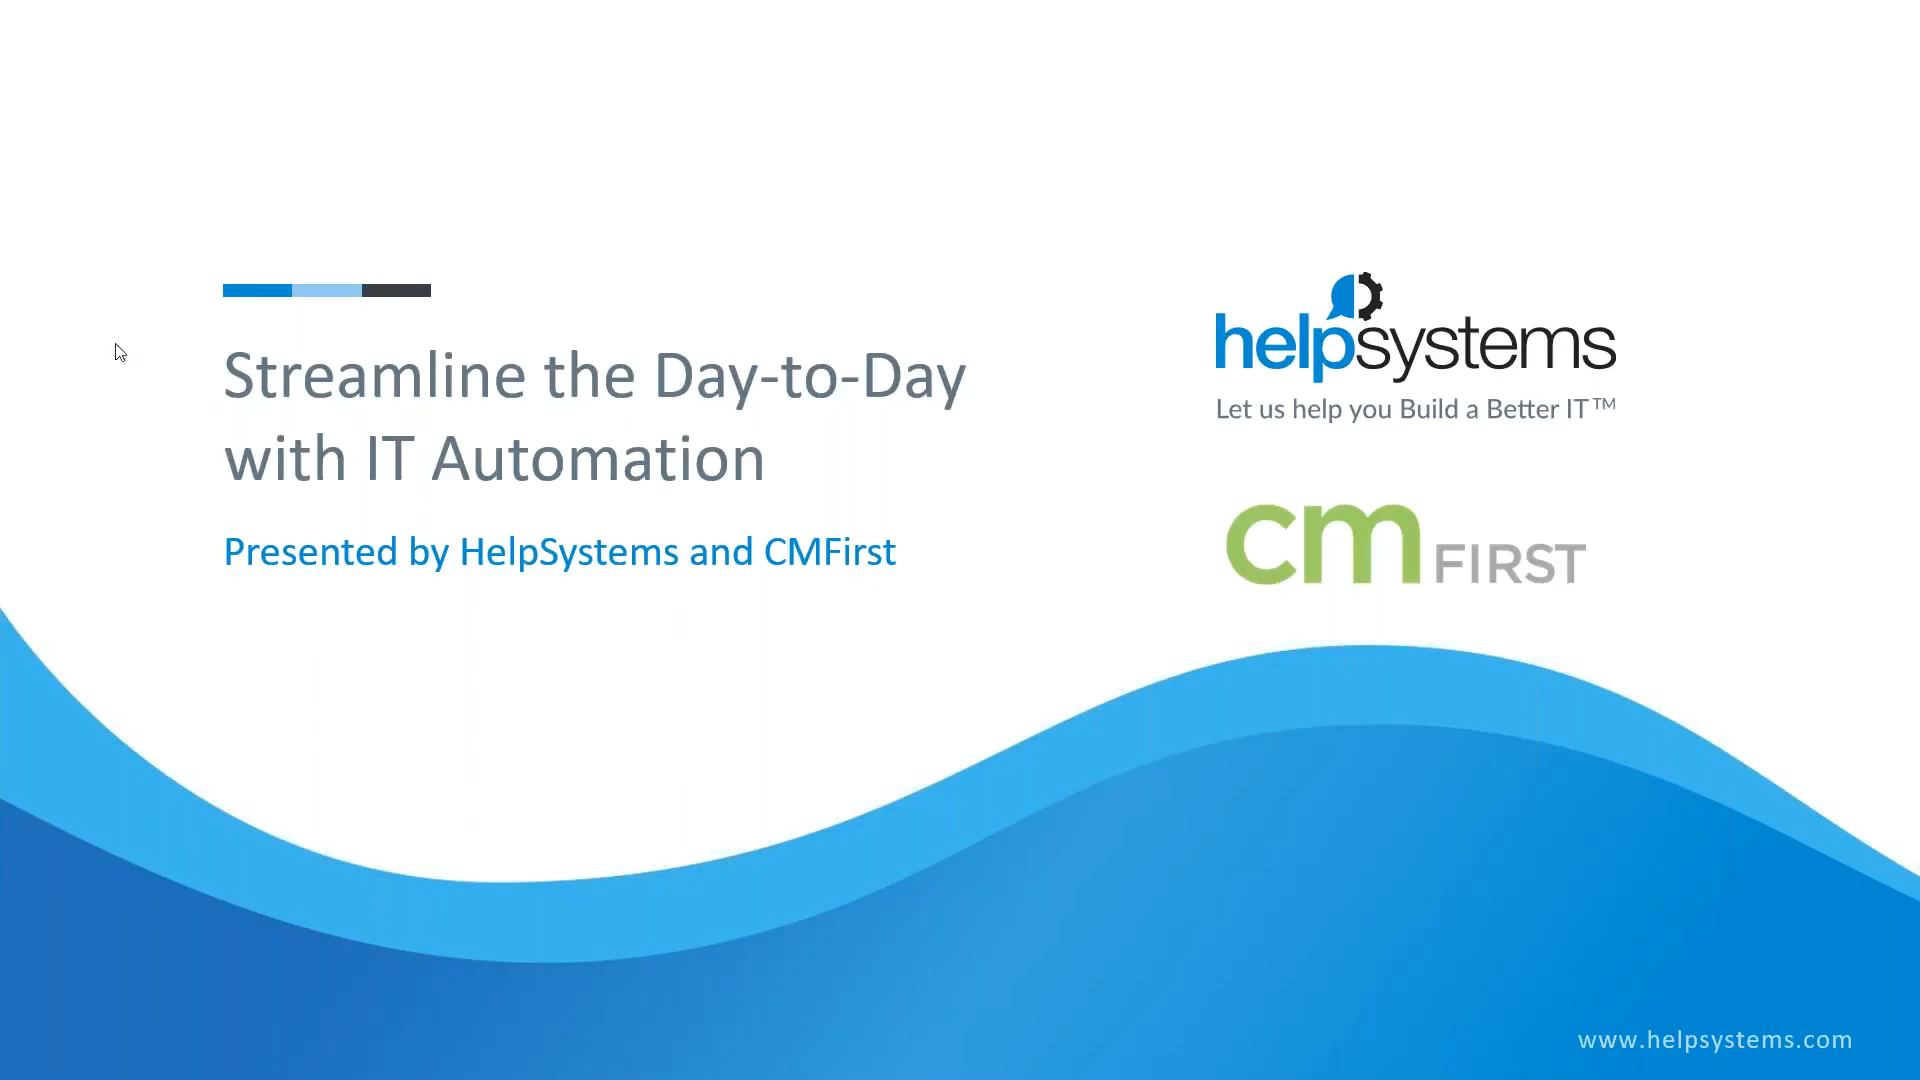 Streamline the Day-to-Day
with IT Automation
Presented by HelpSystems and CMFirst
helpsystems
Let us help you Build a Better IT™
cm FIRST
www.helpsystems.com